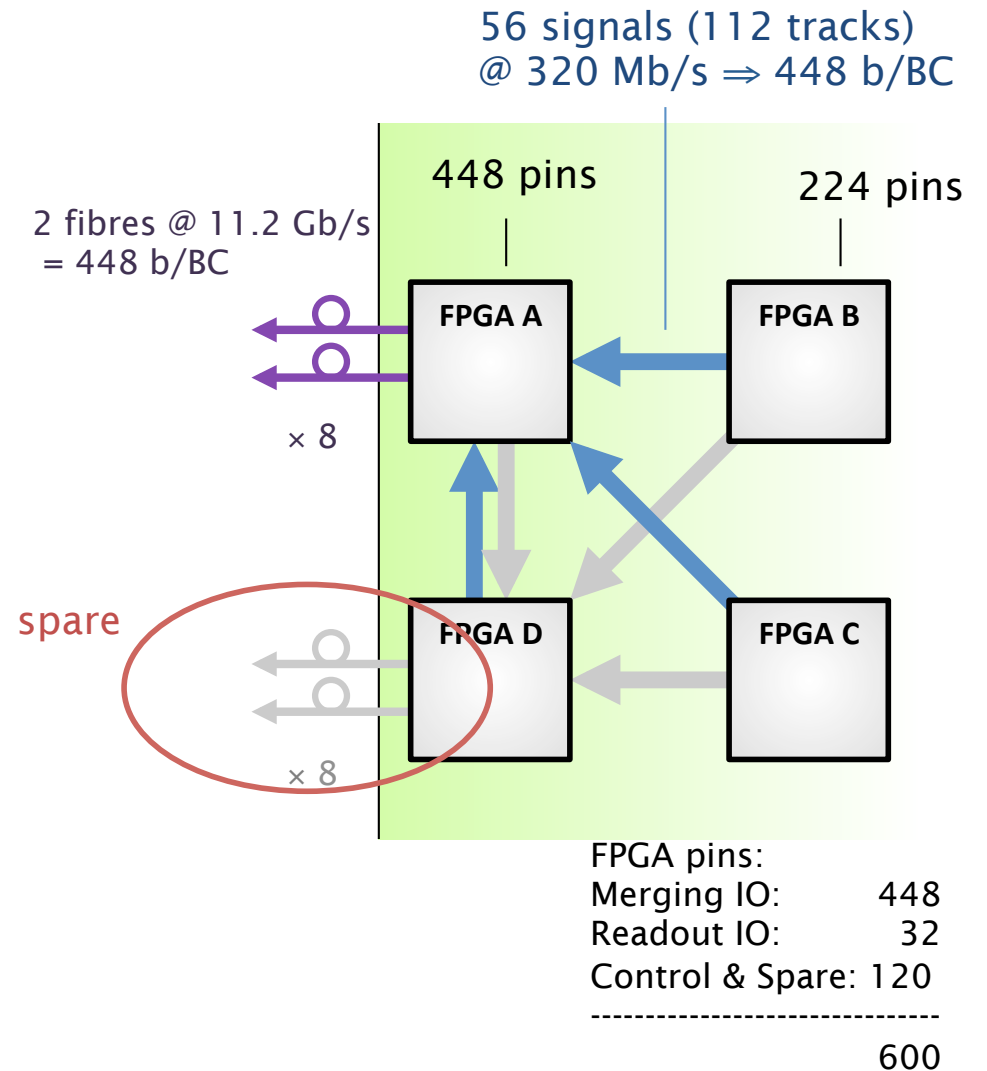 56 signals (112 tracks)
@ 320 Mb/s ⇒ 448 b/BC
448 pins
224 pins
2 fibres @ 11.2 Gb/s
= 448 b/BC
FPGA A
FPGA B
× 8
spare
FPGA D
FPGA C
× 8
FPGA pins:
Merging IO: 448
Readout IO: 32
Control & Spare: 120
--------------------------------
600